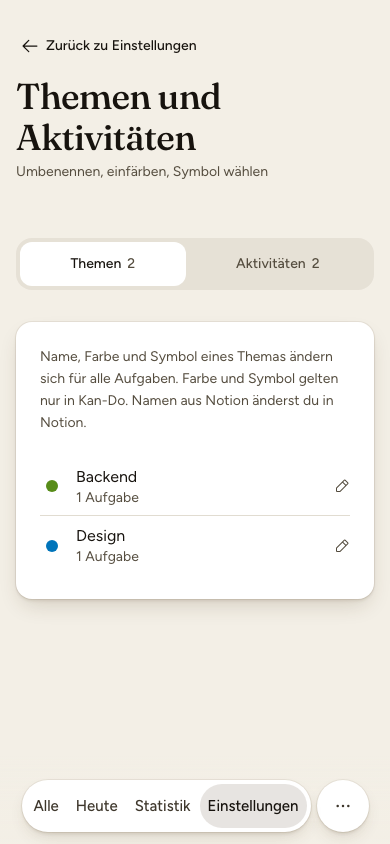 Zurück zu Einstellungen
Themen und
Aktivitäten
Umbenennen, einfärben, Symbol wählen
Themen 2
Aktivitäten 2
Name, Farbe und Symbol eines Themas ändern
sich für alle Aufgaben. Farbe und Symbol gelten
nur in Kan-Do. Namen aus Notion änderst du in
Notion.
Backend
1 Aufgabe
Design
1 Aufgabe
Alle
Heute
Statistik
Einstellungen